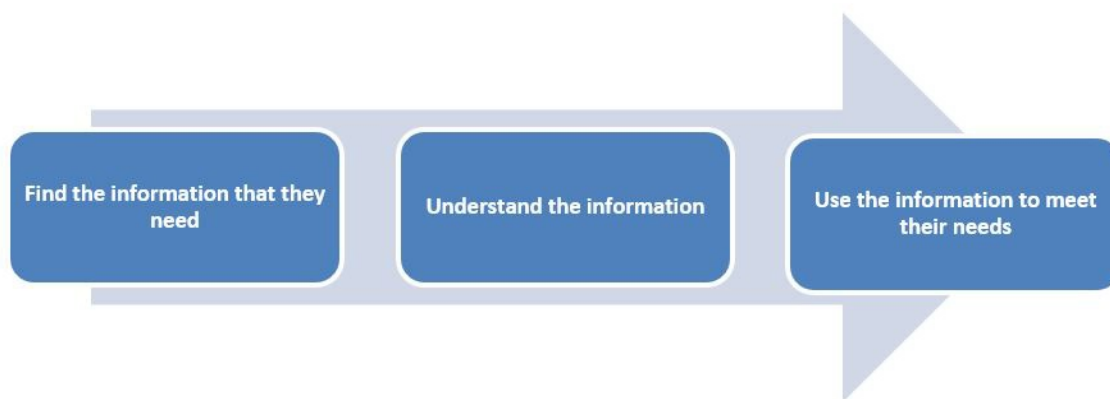 Find the information that they
need
Understand the information
Use the information to meet
their needs